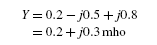 Y = 0.2 − j0.5 + j0.8
= 0.2 + j0.3 mho